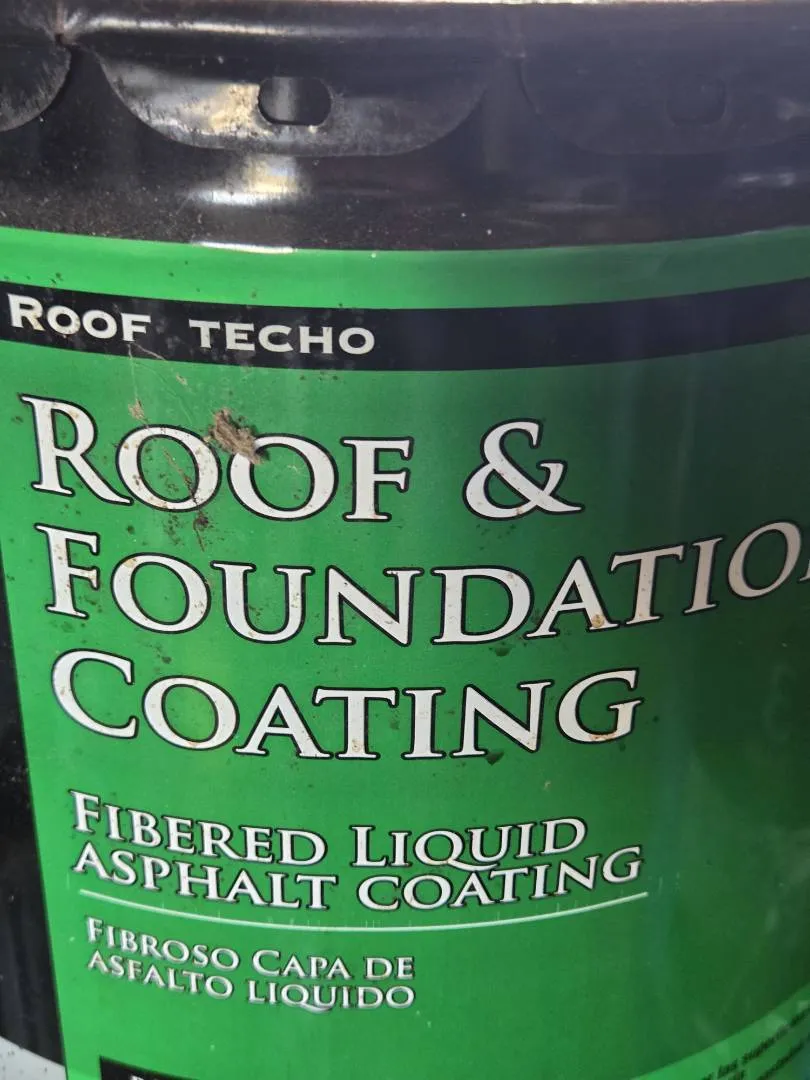 ROOF TECHO
ROOF &
FOUNDATIO
COATING
FIBERED LIQUID
ASPHALT COATING
FIBROSO CAPA DE
ASFALTO LIQUIDO